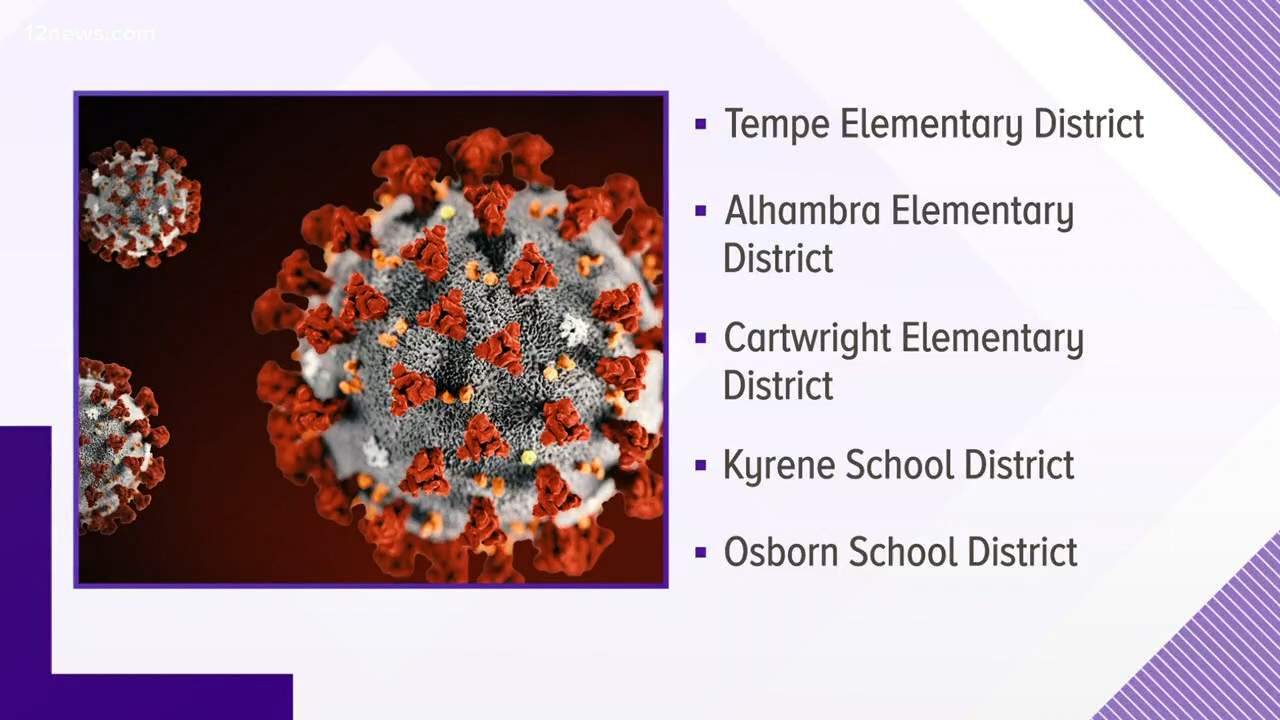 12news.com
▪ Tempe Elementary District
▪ Alhambra Elementary
District
▪ Cartwright Elementary
District
▪ Kyrene School District
▪ Osborn School District